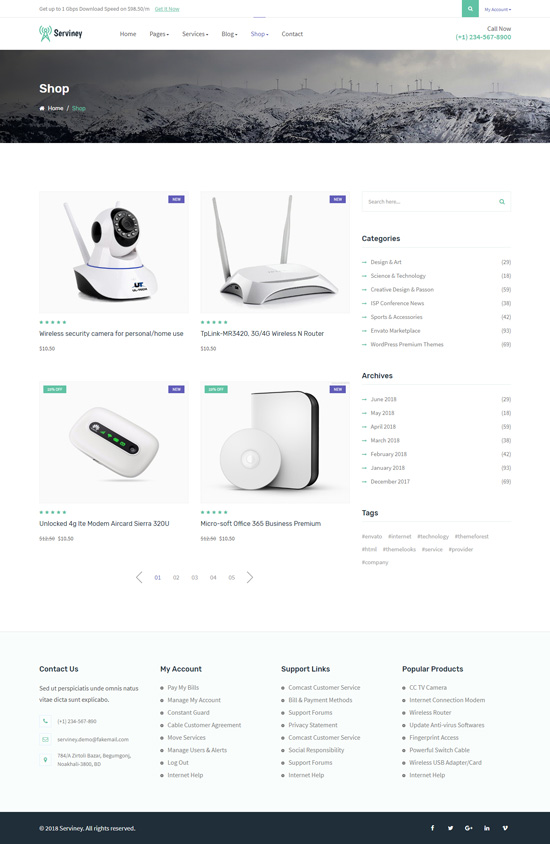 Get up to 1 Gbps Download Speed on $98.50/m Get It Now
My Account
Serviney
Home Pages Services Blog Shop Contact
Call Now
(+1) 234-567-8900
Shop
Home / Shop
NEW
NEW
Wireless security camera for personal/home use
$10.50
TpLink-MR3420, 3G/4G Wireless N Router
$10.50
20% OFF
NEW
20% OFF
NEW
Unlocked 4g lte Modem Aircard Sierra 320U
$12.50 $10.50
Micro-soft Office 365 Business Premium
$12.50 $10.50
01 02 03 04 05
Search here...
Categories
Design & Art (29)
Science & Technology (18)
Creative Design & Passon (59)
ISP Conference News (38)
Sports & Accessories (42)
Envato Marketplace (93)
WordPress Premium Themes (69)
Archives
June 2018 (29)
May 2018 (18)
April 2018 (59)
March 2018 (38)
February 2018 (42)
January 2018 (93)
December 2017 (69)
Tags
#envato #internet #technology #themeforest
#html #themelooks #service #provider
#company
Contact Us
Sed ut perspiciatis unde omnis natus
vitae dicta sunt explicabo.
(+1) 234-567-890
serviney.demo@fakemail.com
784/A Zirtoli Bazar, Begumgonj,
Noakhali-3900, BD
My Account
Pay My Bills
Manage My Account
Constant Guard
Cable Customer Agreement
Move Services
Manage Users & Alerts
Log Out
Internet Help
Support Links
Comcast Customer Service
Bill & Payment Methods
Support Forums
Privacy Statement
Comcast Customer Service
Social Responsibility
Support Forums
Internet Help
Popular Products
CC TV Camera
Internet Connection Modem
Wireless Router
Update Anti-virus Softwares
Fingerprint Access
Powerful Switch Cable
Wireless USB Adapter/Card
Internet Help
© 2018 Serviney. All rights reserved.